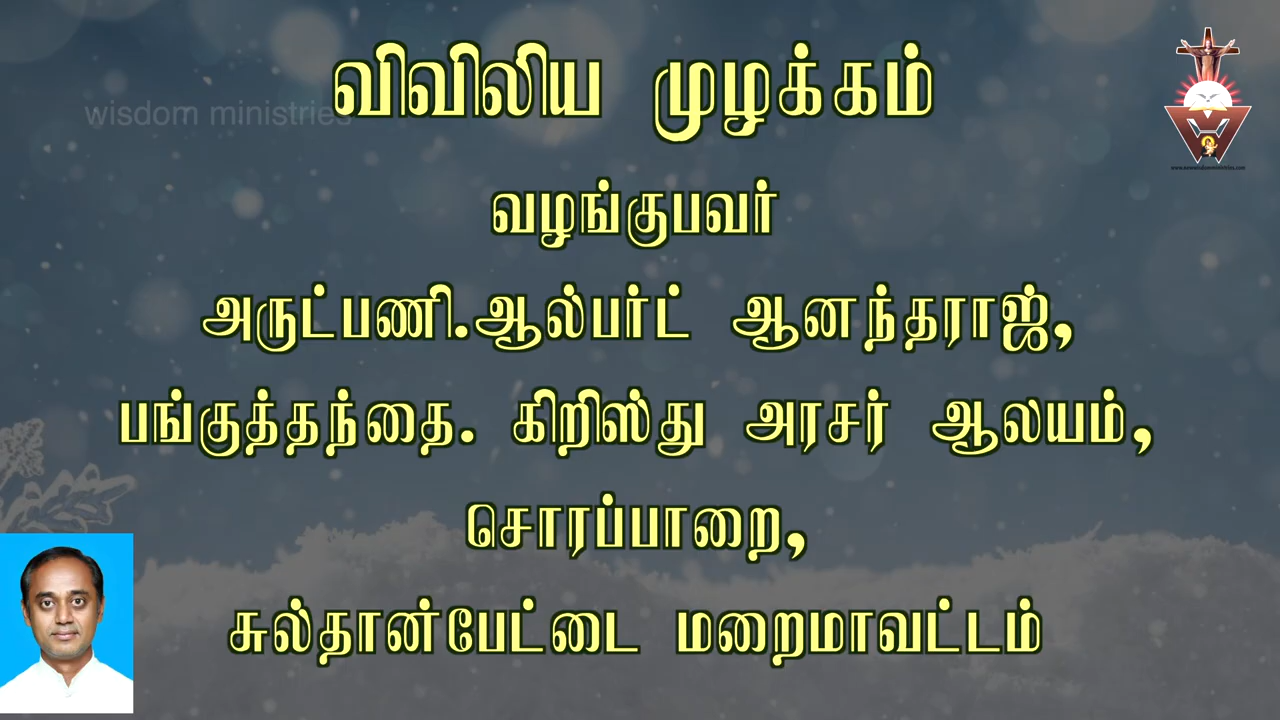 விவிலிய முழக்கம்
wisdom ministries
வழங்குபவர்
அருட்பணி.ஆல்பர்ட் ஆனந்தராஜ்,
பங்குத்தந்தை. கிறிஸ்து அரசர் ஆலயம்,
சொரப்பாறை,
சுல்தான்பேட்டை மறைமாவட்டம்